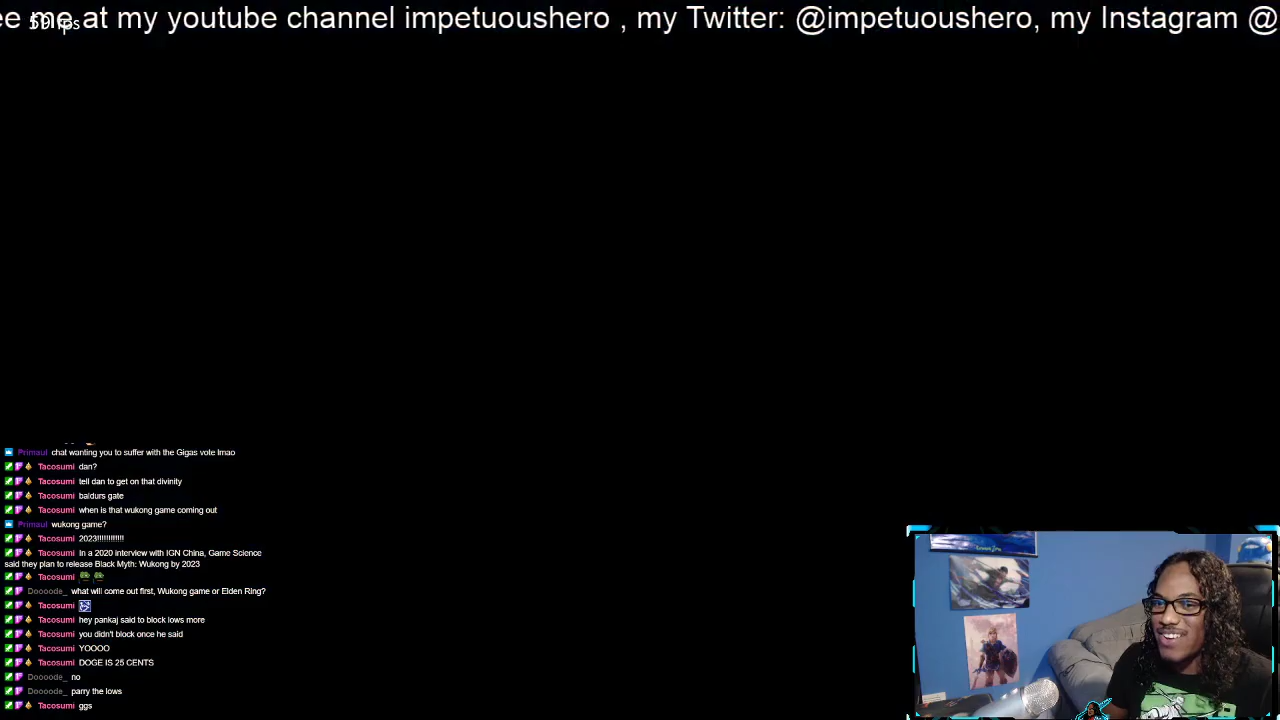 ee me at my youtube channel impetuoushero , my Twitter: @impetuoushero, my Instagram @
59 fps
Primaul chat wanting you to suffer with the Gigas vote lmao
Tacosumi dan?
Tacosumi tell dan to get on that divinity
Tacosumi baldurs gate
Tacosumi when is that wukong game coming out
Primaul wukong game?
Tacosumi 2023!!!!!!!!!!!!
Tacosumi In a 2020 interview with IGN China, Game Science
said they plan to release Black Myth: Wukong by 2023
Tacosumi
Doooode_ what will come out first, Wukong game or Elden Ring?
Tacosumi
Tacosumi hey pankaj said to block lows more
Tacosumi you didn't block once he said
Tacosumi YOOOO
Tacosumi DOGE IS 25 CENTS
Doooode_ no
Doooode_ parry the lows
Tacosumi ggs